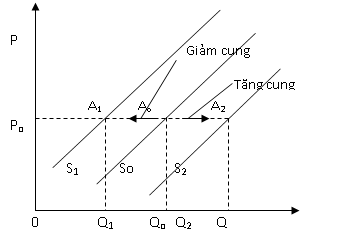 P
Giảm cung
Tăng cung
A₁ A₀ A₂
P₀
S₁ So S₂
0 Q₁ Q₀ Q₂ Q